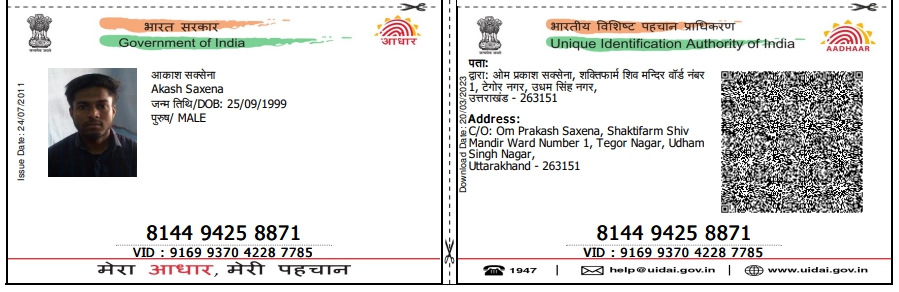 भारत सरकार
Government of India
आधार
Issue Date: 24/07/2011
आकाश सक्सेना
Akash Saxena
जन्म तिथि/DOB: 25/09/1999
पुरुष/ MALE
8144 9425 8871
VID : 9169 9370 4228 7785
मेरा आधार, मेरी पहचान
भारतीय विशिष्ट पहचान प्राधिकरण
Unique Identification Authority of India
AADHAAR
Download Date: 20/03/2023
पता:
द्वारा: ओम प्रकाश सक्सेना, शक्तिफार्म शिव मन्दिर वॉर्ड नंबर
1, टेगोर नगर, उधम सिंह नगर,
उत्तराखंड - 263151
Address:
C/O: Om Prakash Saxena, Shaktifarm Shiv
Mandir Ward Number 1, Tegor Nagar, Udham
Singh Nagar,
Uttarakhand - 263151
8144 9425 8871
VID : 9169 9370 4228 7785
1947
help@uidai.gov.in
www.uidai.gov.in